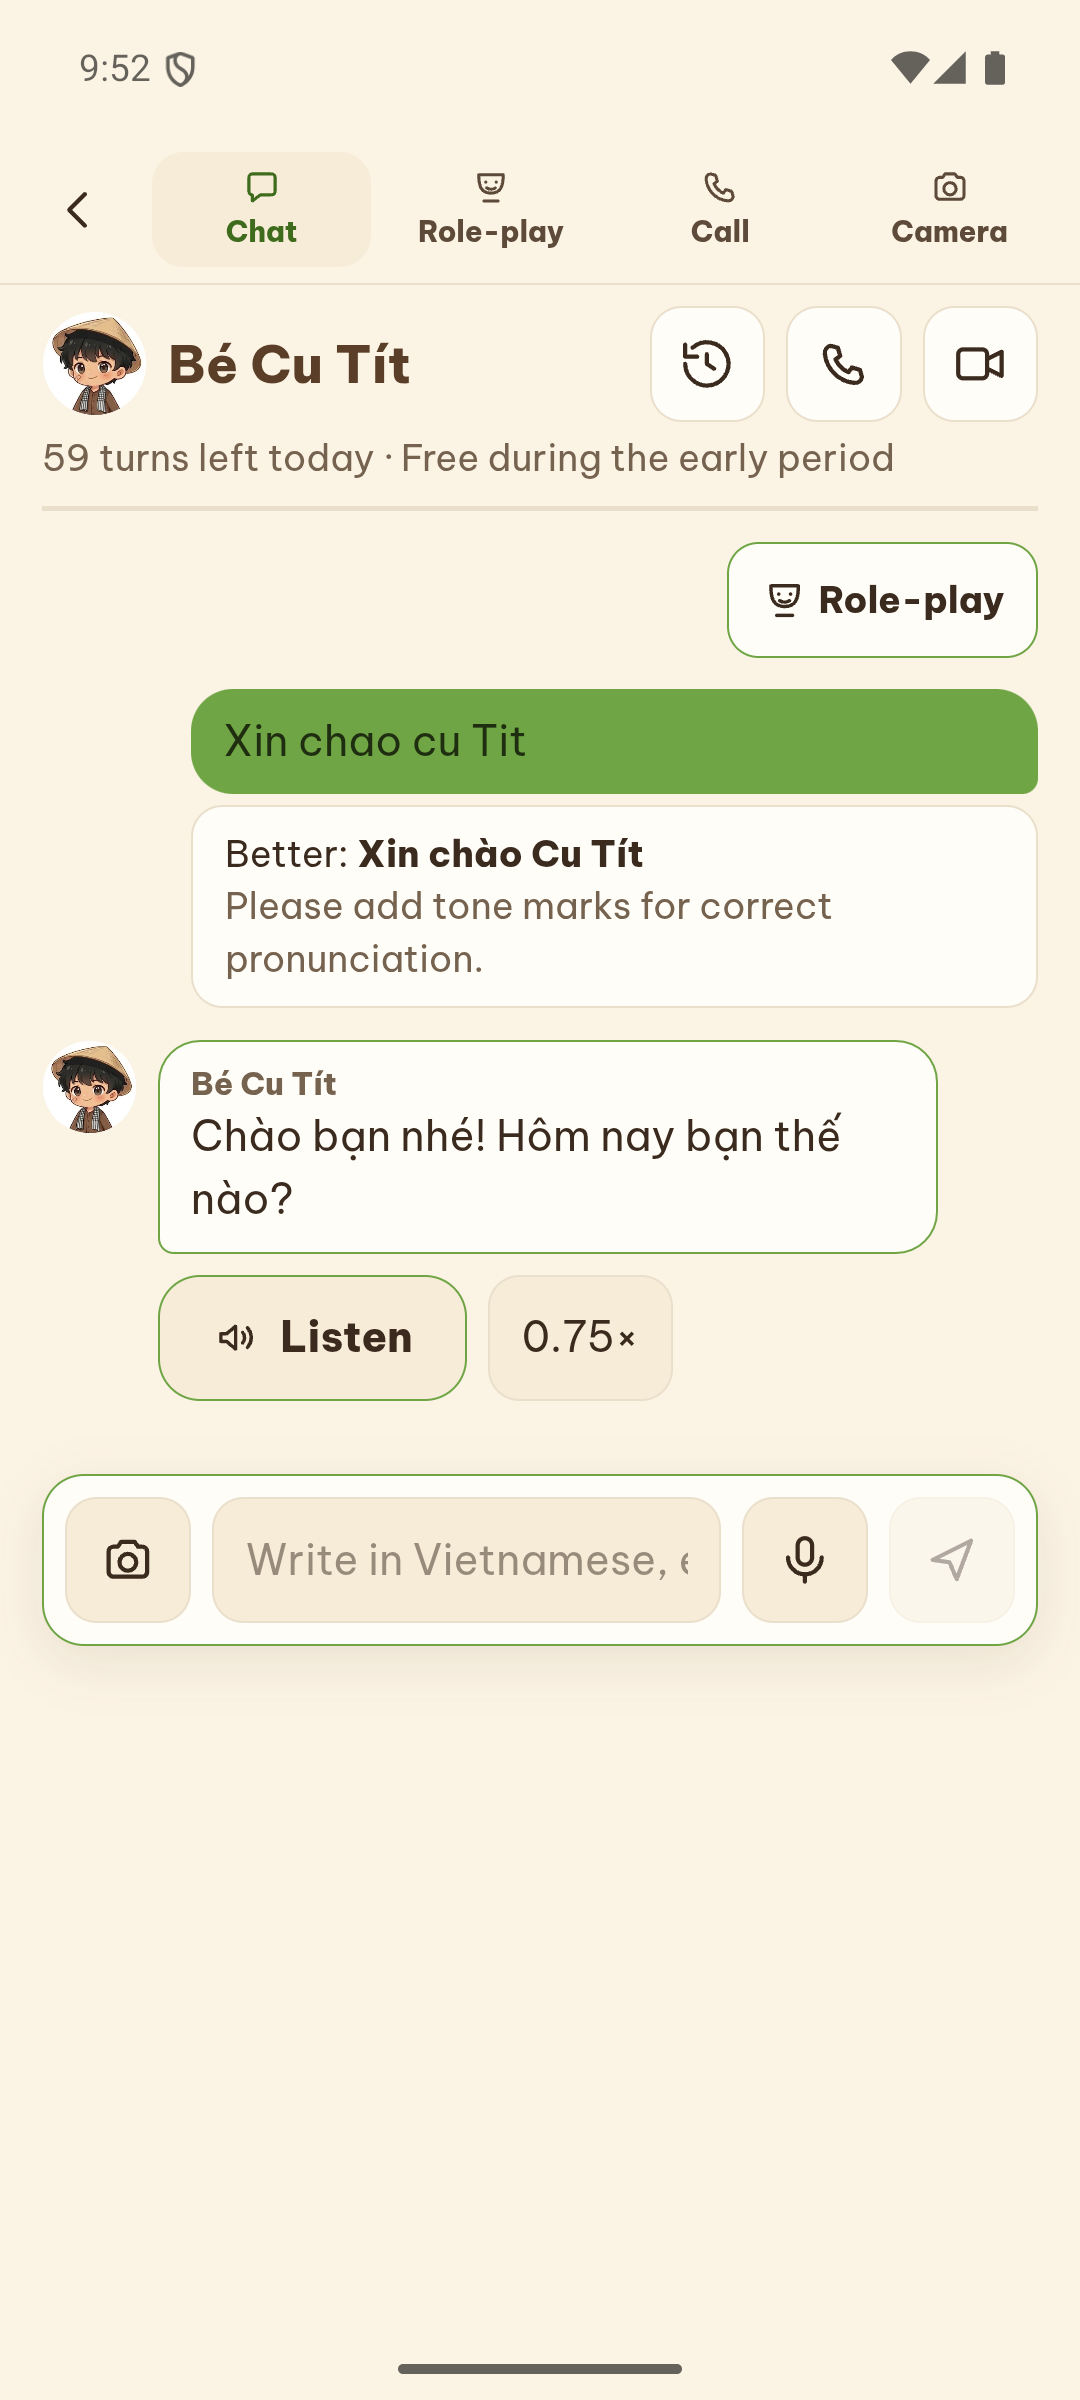 9:52
Chat
Role-play
Call
Camera
Bé Cu Tít
59 turns left today · Free during the early period
Role-play
Xin chao cu Tit
Better: Xin chào Cu Tít
Please add tone marks for correct
pronunciation.
Bé Cu Tít
Chào bạn nhé! Hôm nay bạn thế
nào?
Listen
0.75×
Write in Vietnamese,